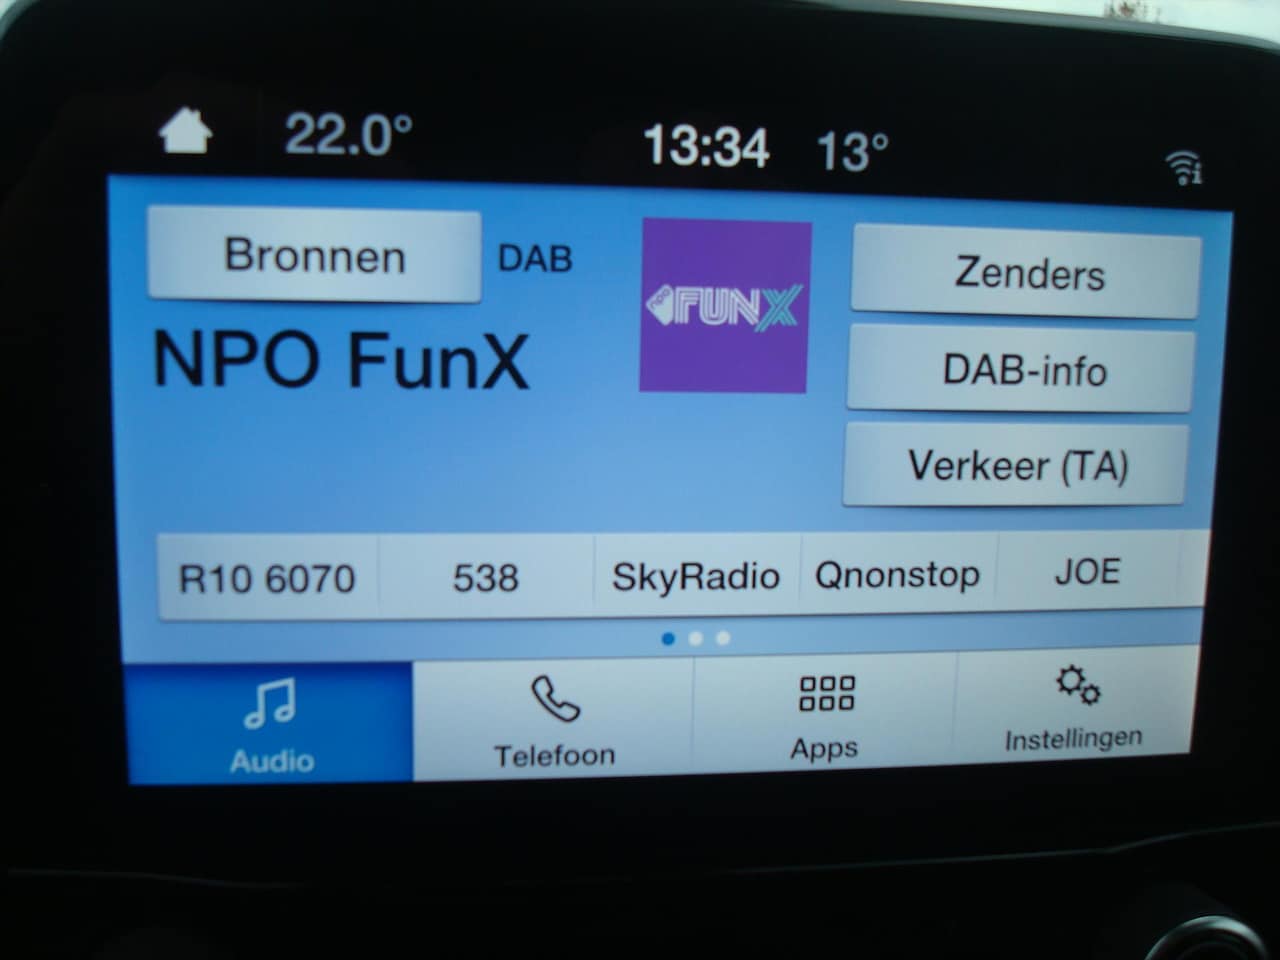 22.0°
13:34 13°
Bronnen DAB
npo FUNX
Zenders
NPO FunX
DAB-info
Verkeer (TA)
R10 6070 538 SkyRadio Qnonstop JOE
Audio Telefoon Apps Instellingen